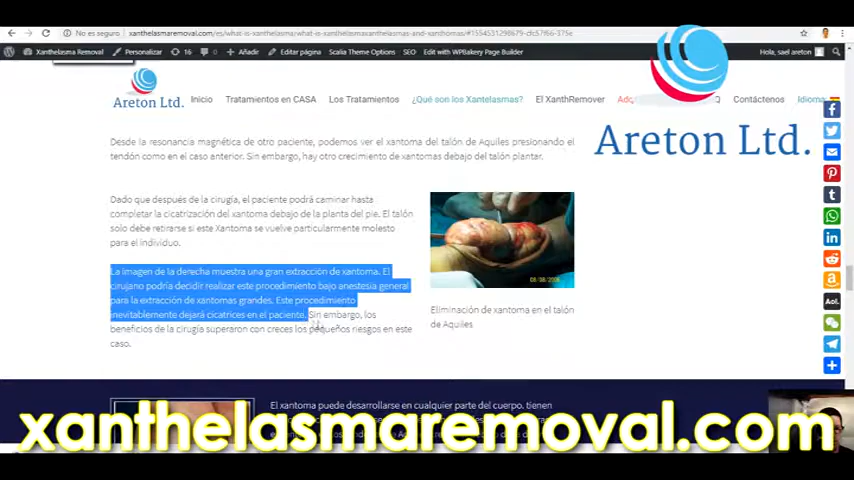 No es seguro
xanthelasmaremoval.com/es/what-is-xanthelasma/what-is-xanthelasmaxanthelasmas-and-xanthomas/#1554531298679-dfc57f66-375e
Xanthelasma Removal
Personalizar
16
0
Añadir
Editar página
Scalia Theme Options
SEO
Edit with WPBakery Page Builder
Hola, sael areton
Areton Ltd.
Inicio
Tratamientos en CASA
Los Tratamientos
¿Qué son los Xantelasmas?
El XanthRemover
Contáctenos
Idioma
Areton Ltd.
Desde la resonancia magnética de otro paciente, podemos ver el xantoma del talón de Aquiles presionando el
tendón como en el caso anterior. Sin embargo, hay otro crecimiento de xantomas debajo del talón plantar.
Dado que después de la cirugía, el paciente podrá caminar hasta
completar la cicatrización del xantoma debajo de la planta del pie. El talón
solo debe retirarse si este Xantoma se vuelve particularmente molesto
para el individuo.
La imagen de la derecha muestra una gran extracción de xantoma. El
cirujano podría decidir realizar este procedimiento bajo anestesia general
para la extracción de xantomas grandes. Este procedimiento
inevitablemente dejará cicatrices en el paciente. Sin embargo, los
beneficios de la cirugía superaron con creces los pequeños riesgos en este
caso.
Eliminación de xantoma en el talón
de Aquiles
AOL
El xantoma puede desarrollarse en cualquier parte del cuerpo. tienen
xanthelasmaremoval.com